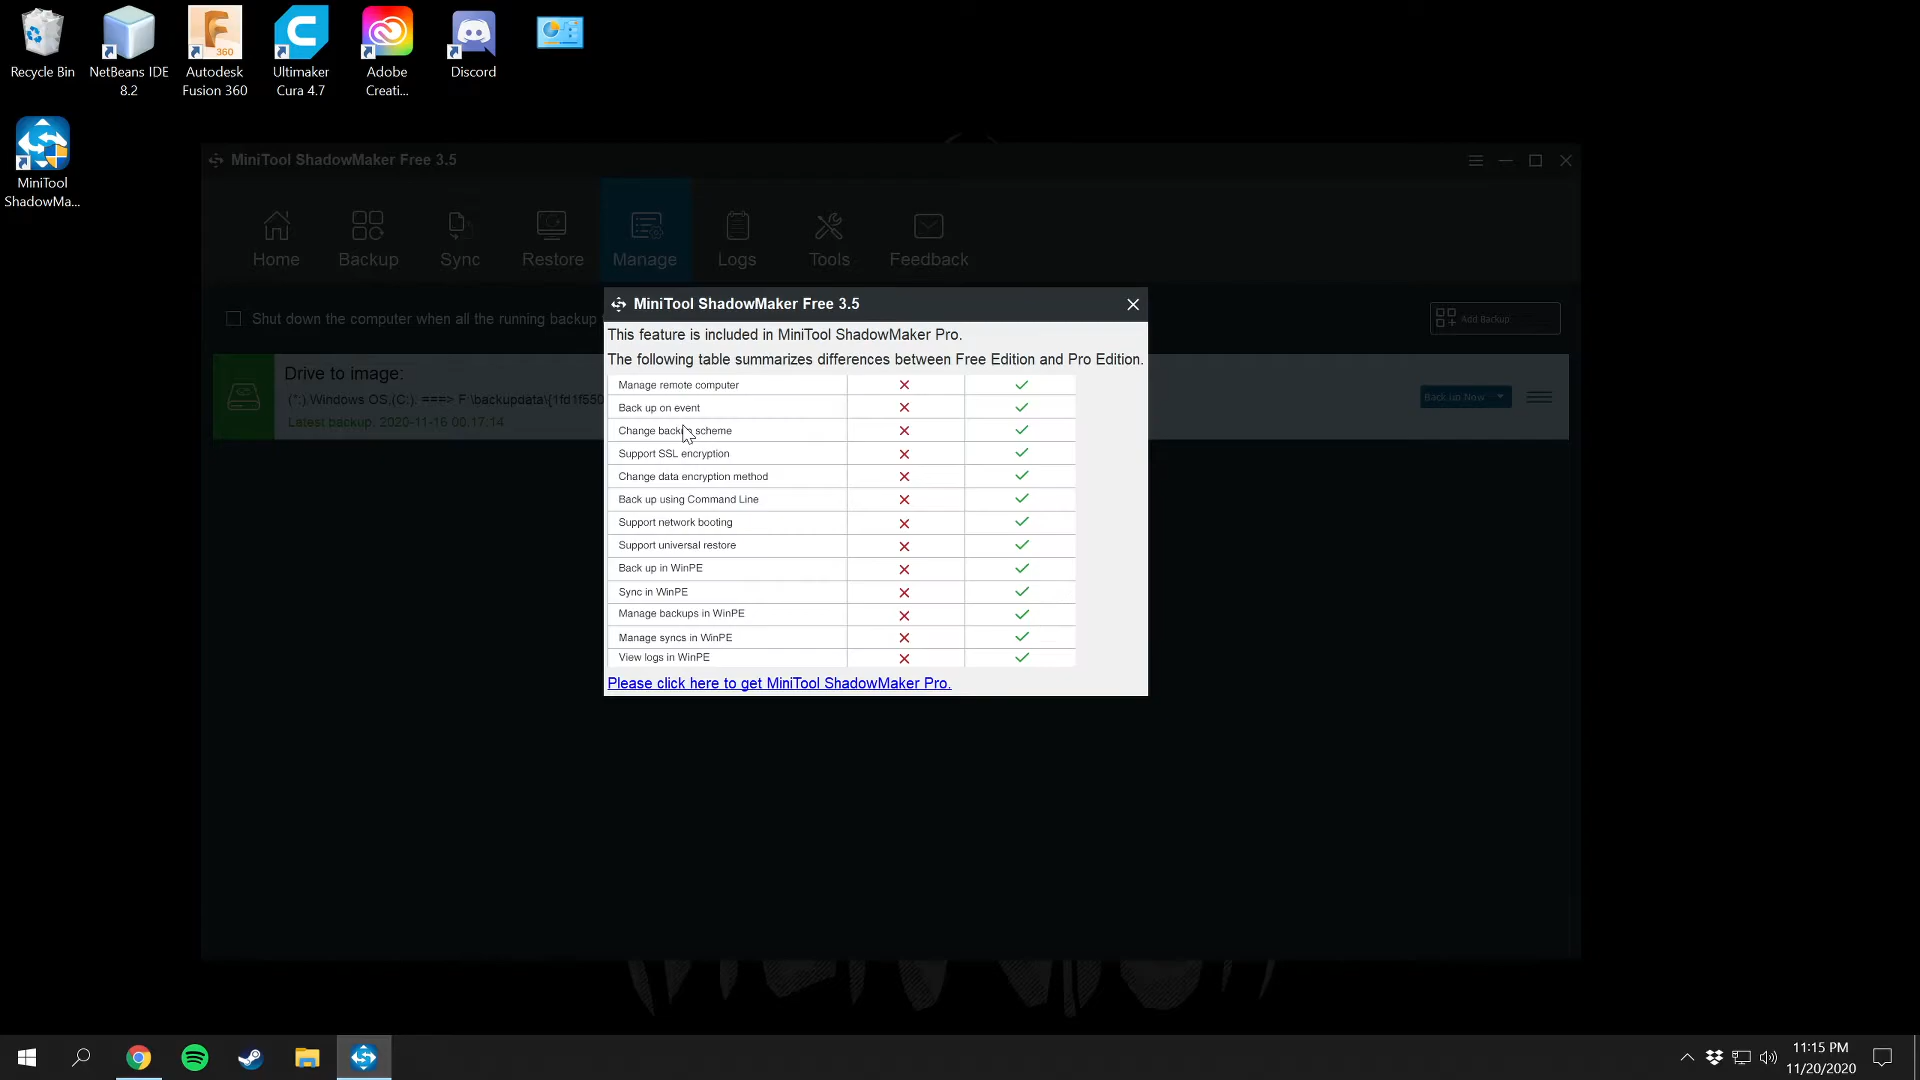 Recycle Bin
NetBeans IDE
8.2
Autodesk
Fusion 360
360
Ultimaker
Cura 4.7
Adobe
Creati...
Discord
MiniTool
ShadowMa...
MiniTool ShadowMaker Free 3.5
Home
Backup
Sync
Restore
Manage
Logs
Tools
Feedback
Shut down the computer when all the running backup
Add Backup
Drive to image:
(*:).Windows OS.(C:). ===> F:\backupdata\{1fd1f550
Latest backup: 2020-11-16 00:17:14
Back up Now
MiniTool ShadowMaker Free 3.5
This feature is included in MiniTool ShadowMaker Pro.
The following table summarizes differences between Free Edition and Pro Edition.
Manage remote computer
Back up on event
Change backup scheme
Support SSL encryption
Change data encryption method
Back up using Command Line
Support network booting
Support universal restore
Back up in WinPE
Sync in WinPE
Manage backups in WinPE
Manage syncs in WinPE
View logs in WinPE
Please click here to get MiniTool ShadowMaker Pro.
11:15 PM
11/20/2020